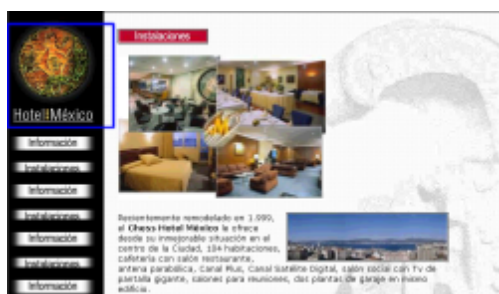 Instalaciones
Hotel México
Información
Instalaciones
Información
Instalaciones
Información
Instalaciones
Información
Recientemente remodelado en 1.999,
el Chess Hotel México le ofrece
desde su inmejorable situación en el
centro de la Ciudad, 104 habitaciones,
cafetería con salón restaurante,
antena parabólica, Canal Plus, Canal Satélite Digital, salón social con Tv de
pantalla gigante, salones para reuniones, dos plantas de garaje en mismo
edificio.